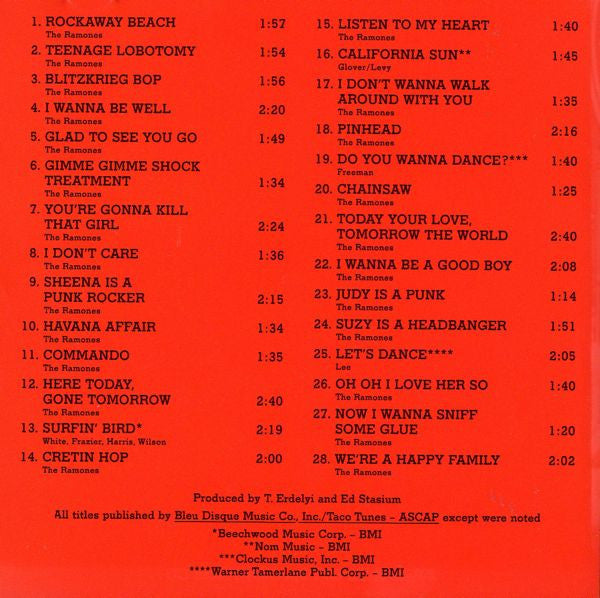 1. ROCKAWAY BEACH 1:57
The Ramones
2. TEENAGE LOBOTOMY 1:54
The Ramones
3. BLITZKRIEG BOP 1:56
The Ramones
4. I WANNA BE WELL 2:20
The Ramones
5. GLAD TO SEE YOU GO 1:49
The Ramones
6. GIMME GIMME SHOCK
TREATMENT 1:34
The Ramones
7. YOU'RE GONNA KILL
THAT GIRL 2:24
The Ramones
8. I DON'T CARE 1:36
The Ramones
9. SHEENA IS A
PUNK ROCKER 2:15
The Ramones
10. HAVANA AFFAIR 1:34
The Ramones
11. COMMANDO 1:35
The Ramones
12. HERE TODAY,
GONE TOMORROW 2:40
The Ramones
13. SURFIN' BIRD* 2:19
White, Frazier, Harris, Wilson
14. CRETIN HOP 2:00
The Ramones
15. LISTEN TO MY HEART 1:40
The Ramones
16. CALIFORNIA SUN** 1:45
Glover/Levy
17. I DON'T WANNA WALK
AROUND WITH YOU 1:35
The Ramones
18. PINHEAD 2:16
The Ramones
19. DO YOU WANNA DANCE?*** 1:40
Freeman
20. CHAINSAW 1:25
The Ramones
21. TODAY YOUR LOVE,
TOMORROW THE WORLD 2:40
The Ramones
22. I WANNA BE A GOOD BOY 2:08
The Ramones
23. JUDY IS A PUNK 1:14
The Ramones
24. SUZY IS A HEADBANGER 1:51
The Ramones
25. LET'S DANCE**** 2:05
Lee
26. OH OH I LOVE HER SO 1:40
The Ramones
27. NOW I WANNA SNIFF
SOME GLUE 1:20
The Ramones
28. WE'RE A HAPPY FAMILY 2:02
The Ramones
Produced by T. Erdelyi and Ed Stasium
All titles published by Bleu Disque Music Co., Inc./Taco Tunes - ASCAP except were noted
*Beechwood Music Corp. - BMI
**Nom Music - BMI
***Clockus Music, Inc. - BMI
****Warner Tamerlane Publ. Corp. - BMI